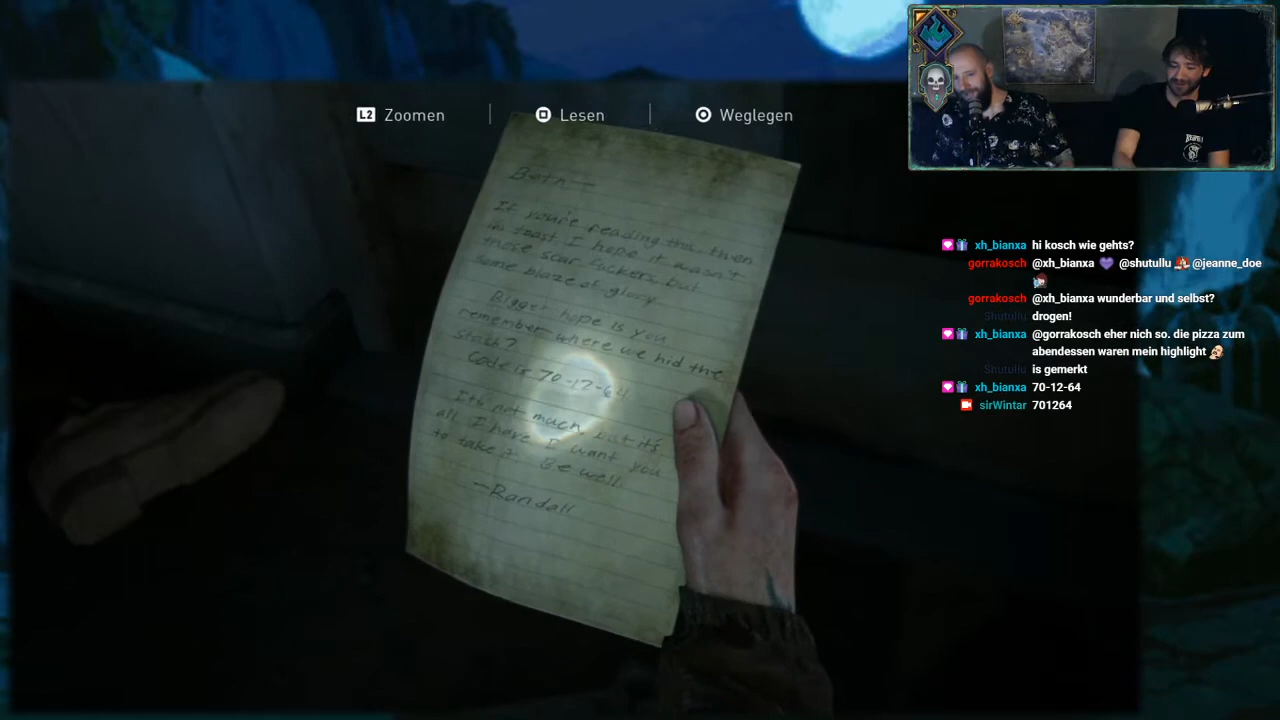 L2 Zoomen
Lesen
Weglegen
Beth—
If you're reading this, then
I'm toast. I hope it wasn't
those scar fuckers, but
some blaze of glory.
Bigger hope is you
remember where we hid the
stash?
Code is 70-12-64
It's not much, but it's
all I have. I want you
to take it. Be well.
—Randall
xh_bianxa hi kosch wie gehts?
gorrakosch @xh_bianxa @shutullu @jeanne_doe
gorrakosch @xh_bianxa wunderbar und selbst?
Shutullu drogen!
xh_bianxa @gorrakosch eher nich so. die pizza zum
abendessen waren mein highlight
Shutullu is gemerkt
xh_bianxa 70-12-64
sirWintar 701264